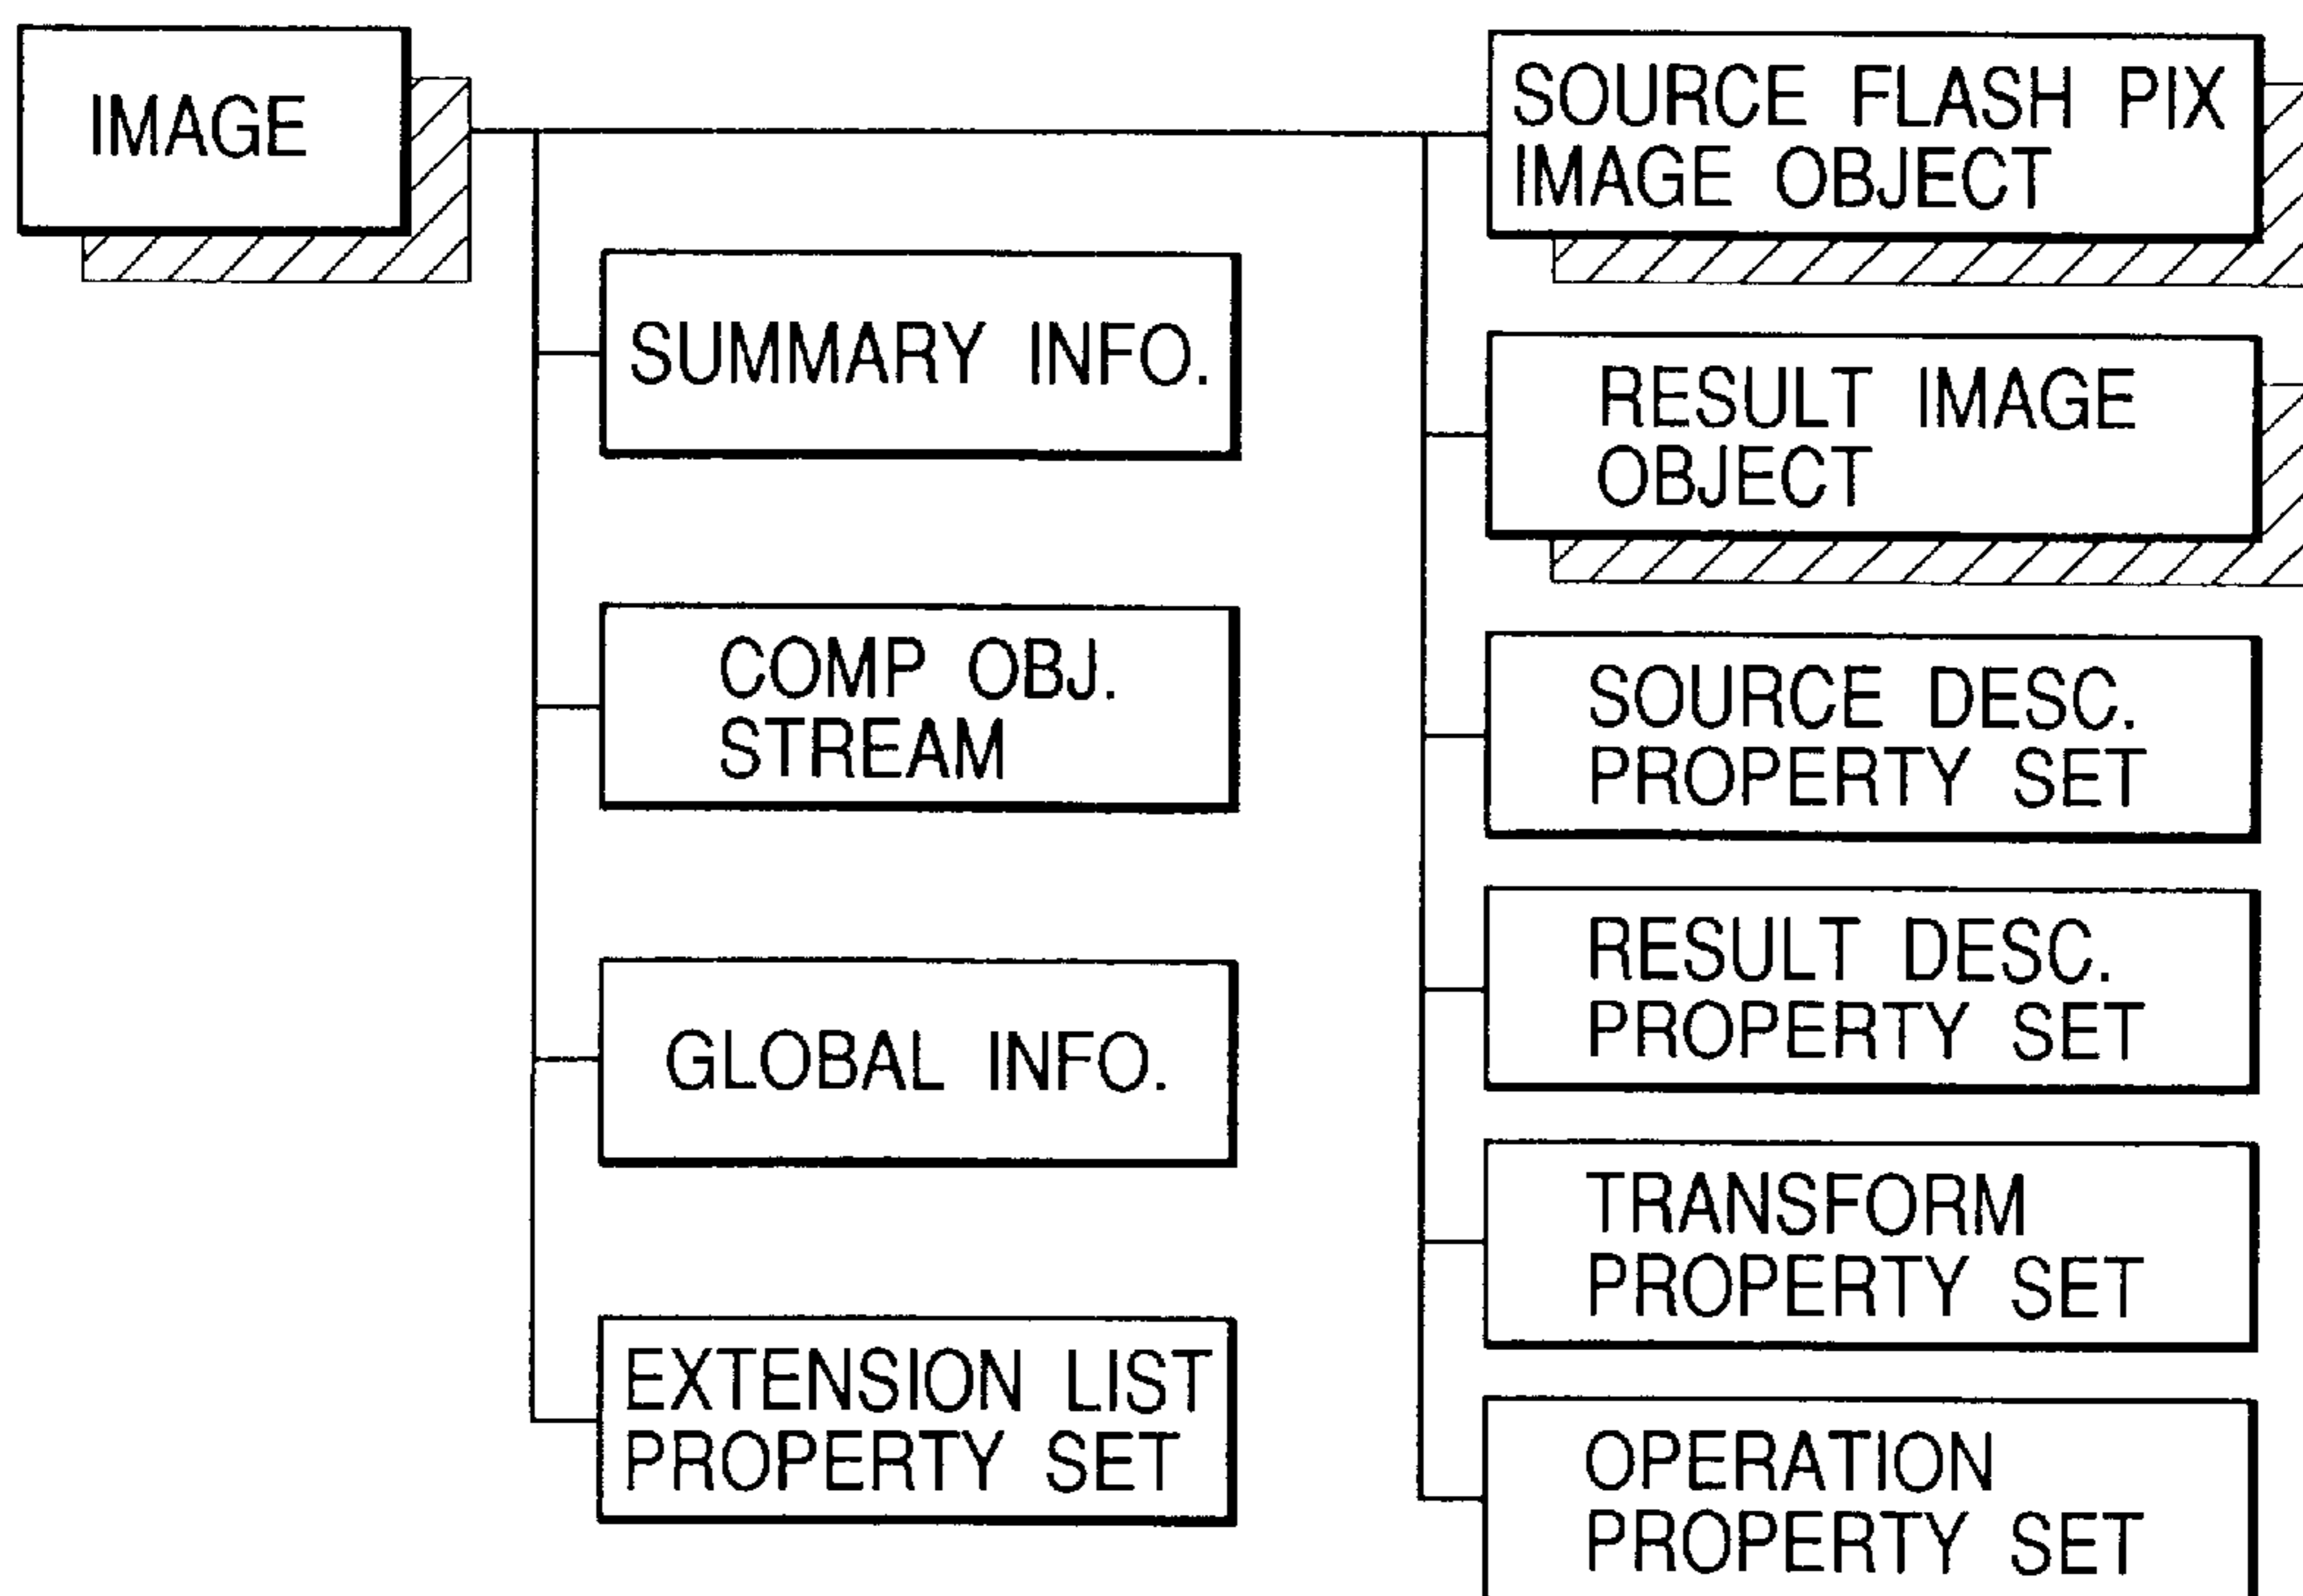 IMAGE
SUMMARY INFO.
COMP OBJ.
STREAM
GLOBAL INFO.
EXTENSION LIST
PROPERTY SET
SOURCE FLASH PIX
IMAGE OBJECT
RESULT IMAGE
OBJECT
SOURCE DESC.
PROPERTY SET
RESULT DESC.
PROPERTY SET
TRANSFORM
PROPERTY SET
OPERATION
PROPERTY SET